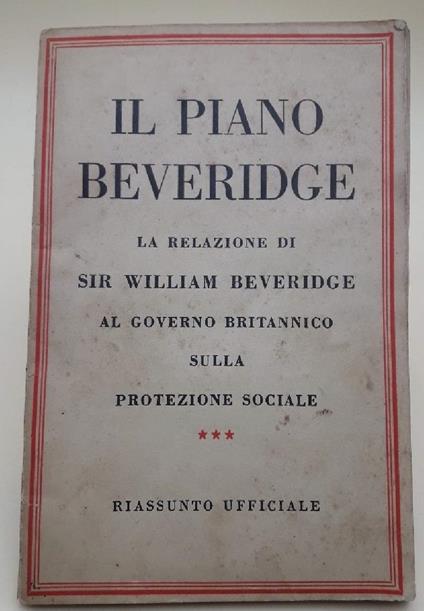 IL PIANO
BEVERIDGE
LA RELAZIONE DI
SIR WILLIAM BEVERIDGE
AL GOVERNO BRITANNICO
SULLA
PROTEZIONE SOCIALE
★★★
RIASSUNTO UFFICIALE